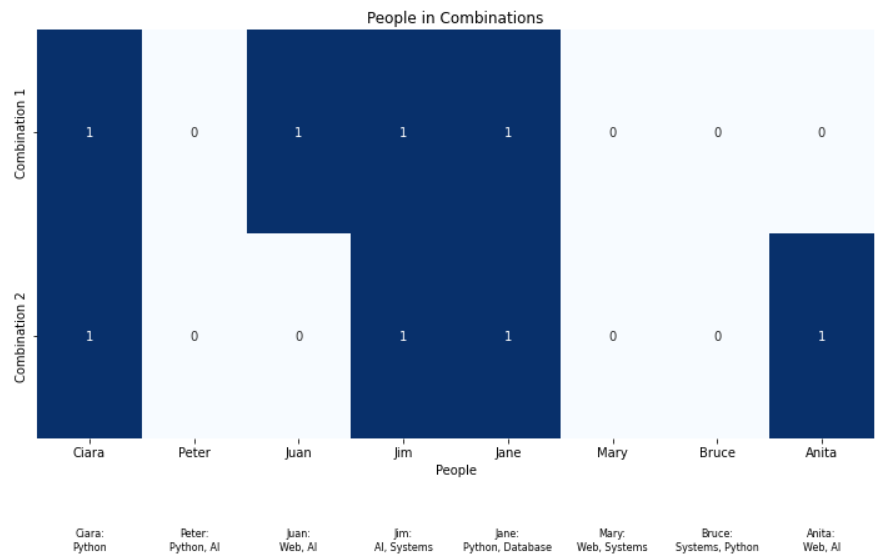 People in Combinations
Combination 1
1 0 1 1 1 0 0 0
Combination 2
1 0 0 1 1 0 0 1
Ciara Peter Juan Jim Jane Mary Bruce Anita
People
Ciara: Peter: Juan: Jim: Jane: Mary: Bruce: Anita:
Python Python, AI Web, AI AI, Systems Python, Database Web, Systems Systems, Python Web, AI